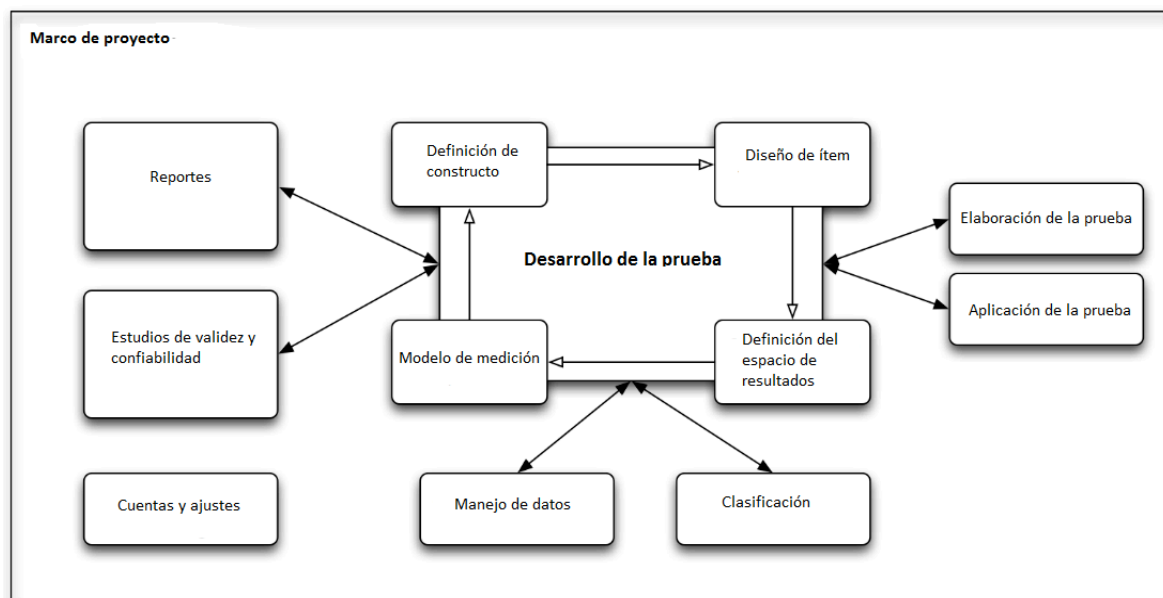 Marco de proyecto
Reportes
Definición de
constructo
Diseño de ítem
Elaboración de la prueba
Desarrollo de la prueba
Aplicación de la prueba
Estudios de validez y
confiabilidad
Modelo de medición
Definición del
espacio de
resultados
Cuentas y ajustes
Manejo de datos
Clasificación